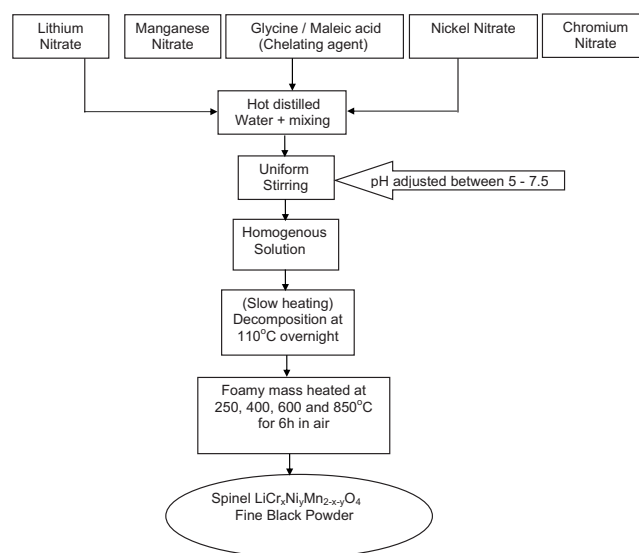 Lithium
Nitrate
Manganese
Nitrate
Glycine / Maleic acid
(Chelating agent)
Nickel Nitrate
Chromium
Nitrate
Hot distilled
Water + mixing
Uniform
Stirring
pH adjusted between 5 - 7.5
Homogenous
Solution
(Slow heating)
Decomposition at
110°C overnight
Foamy mass heated at
250, 400, 600 and 850°C
for 6h in air
Spinel LiCrₓNiᵧMn₂₋ₓ₋ᵧO₄
Fine Black Powder